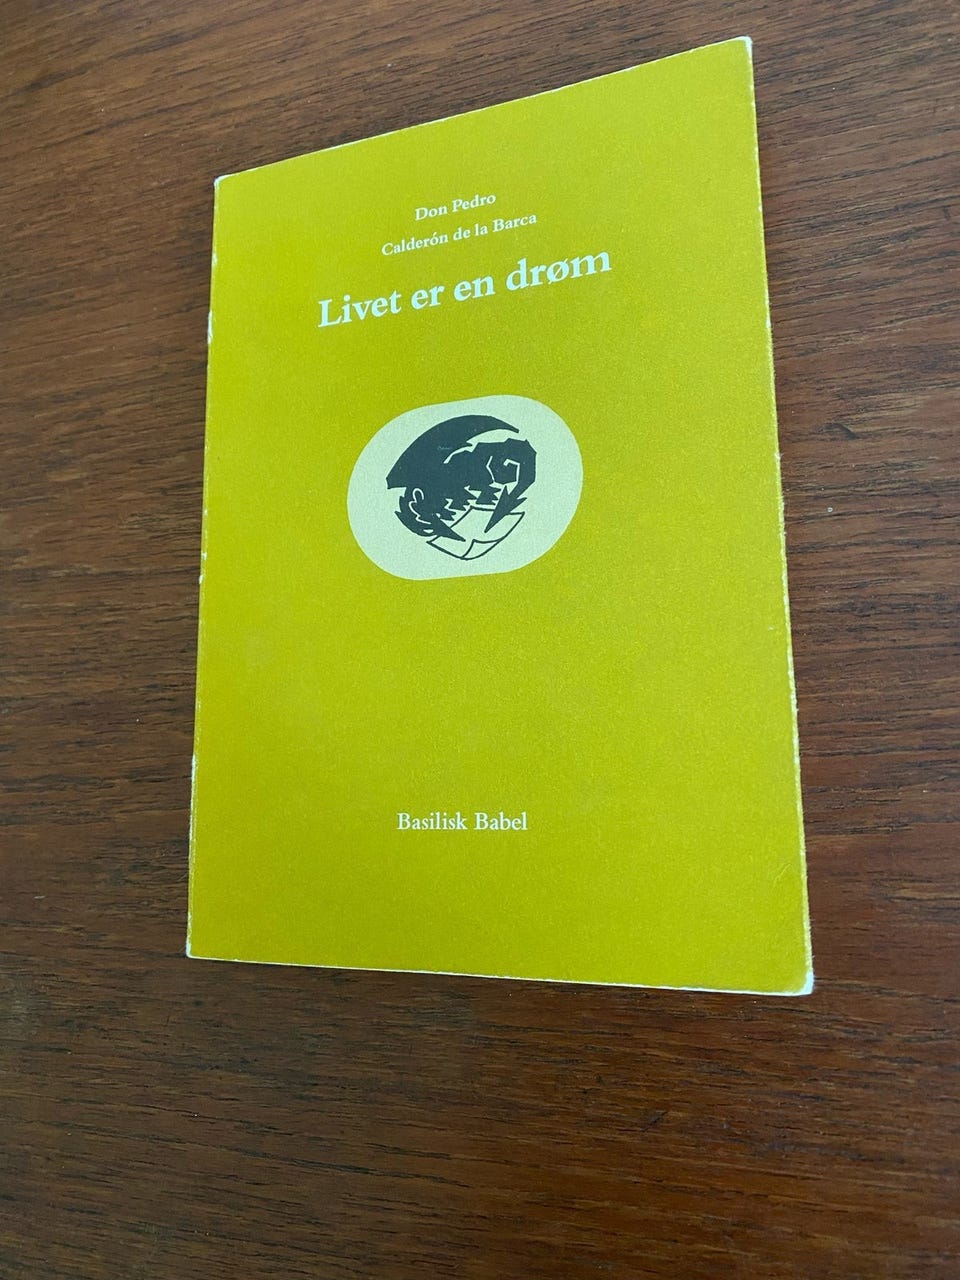 Don Pedro
Calderón de la Barca
Livet er en drøm
Basilisk Babel